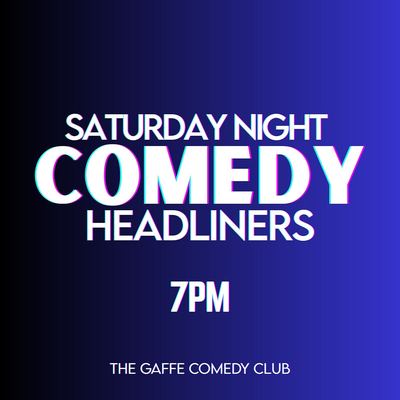 SATURDAY NIGHT
COMEDY
HEADLINERS
7PM
THE GAFFE COMEDY CLUB